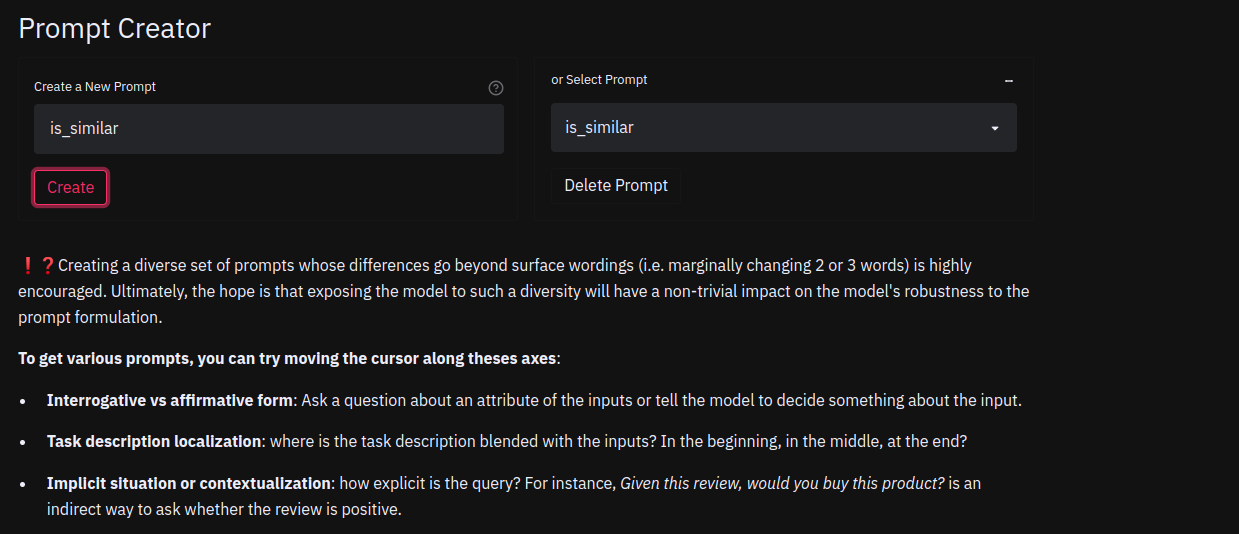 Prompt Creator
Create a New Prompt
is_similar
Create
or Select Prompt
is_similar
Delete Prompt
❗❓Creating a diverse set of prompts whose differences go beyond surface wordings (i.e. marginally changing 2 or 3 words) is highly
encouraged. Ultimately, the hope is that exposing the model to such a diversity will have a non-trivial impact on the model's robustness to the
prompt formulation.
To get various prompts, you can try moving the cursor along theses axes:
• Interrogative vs affirmative form: Ask a question about an attribute of the inputs or tell the model to decide something about the input.
• Task description localization: where is the task description blended with the inputs? In the beginning, in the middle, at the end?
• Implicit situation or contextualization: how explicit is the query? For instance, Given this review, would you buy this product? is an
indirect way to ask whether the review is positive.